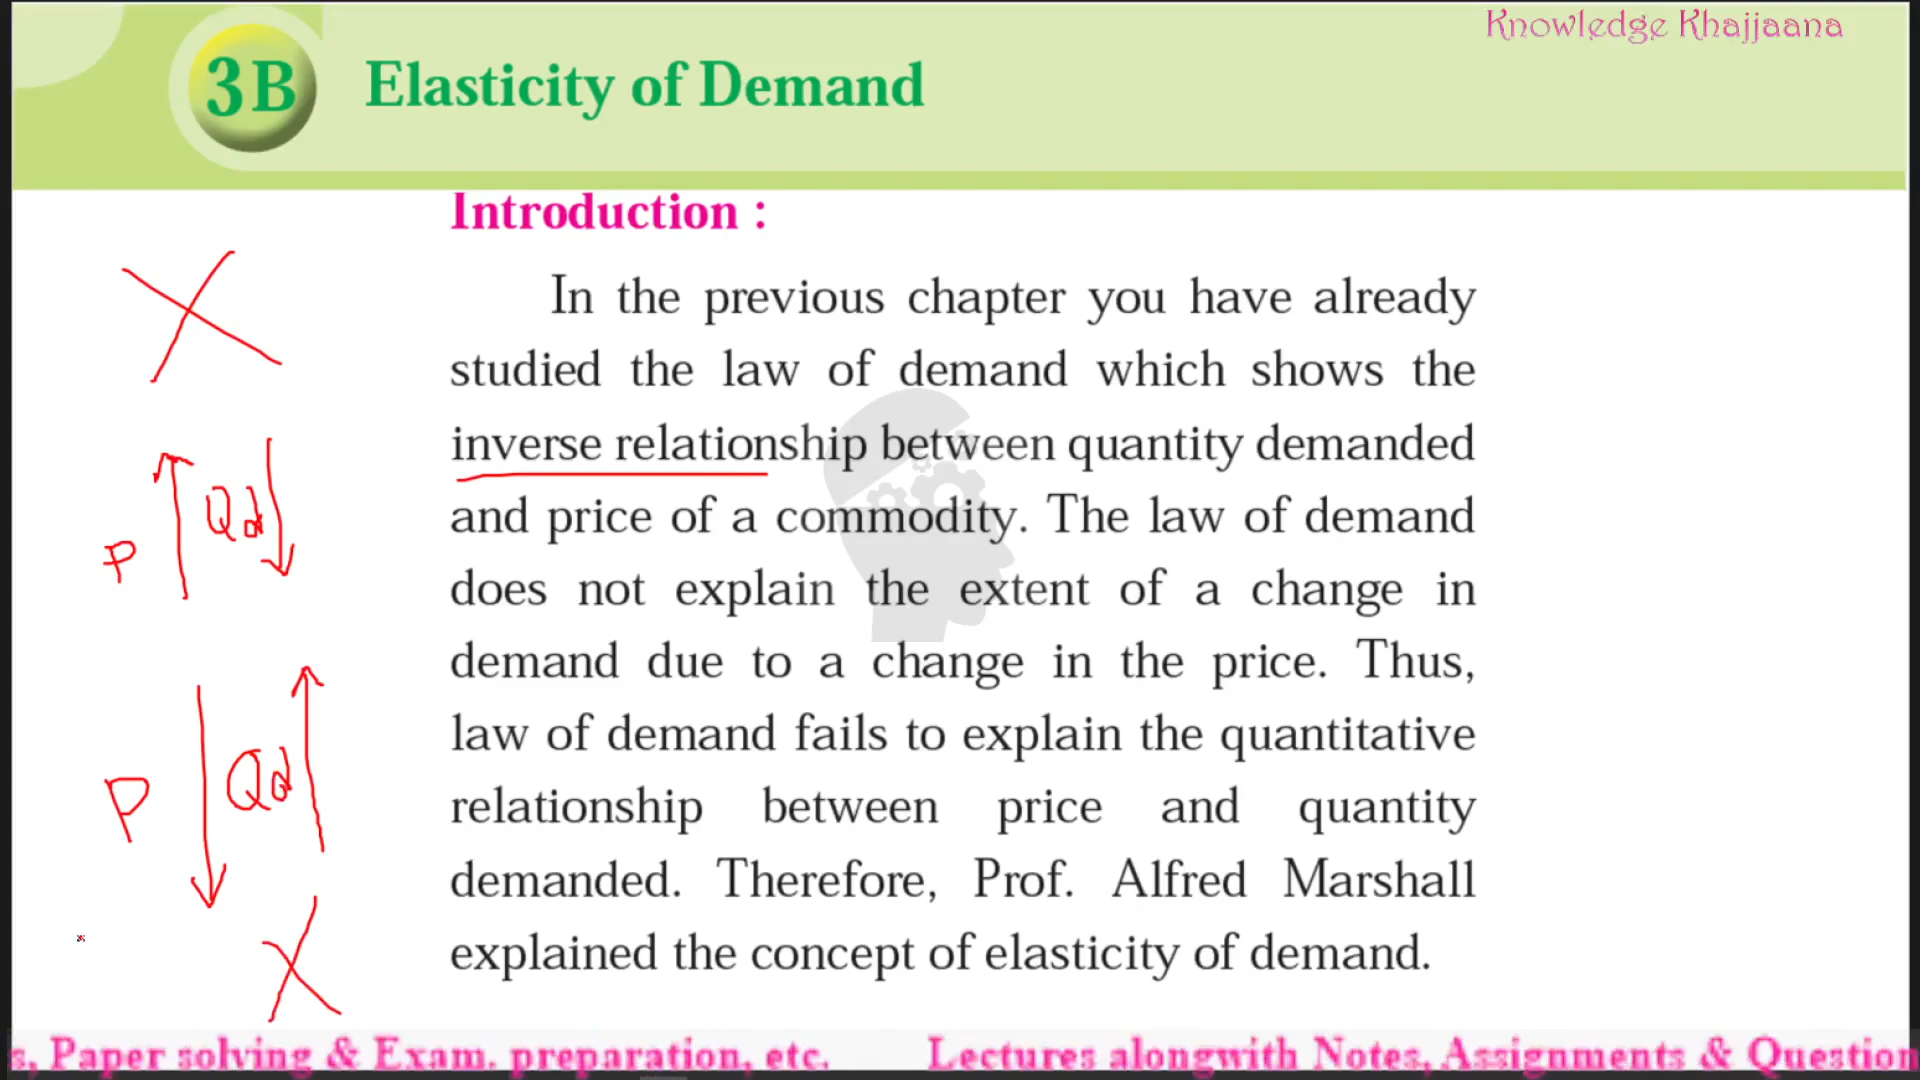 Knowledge Khajjaana
3B Elasticity of Demand
Introduction :
In the previous chapter you have already
studied the law of demand which shows the
inverse relationship between quantity demanded
and price of a commodity. The law of demand
does not explain the extent of a change in
demand due to a change in the price. Thus,
law of demand fails to explain the quantitative
relationship between price and quantity
demanded. Therefore, Prof. Alfred Marshall
explained the concept of elasticity of demand.
P Qd
P Qd
s, Paper solving & Exam. preparation, etc. Lectures alongwith Notes, Assignments & Question